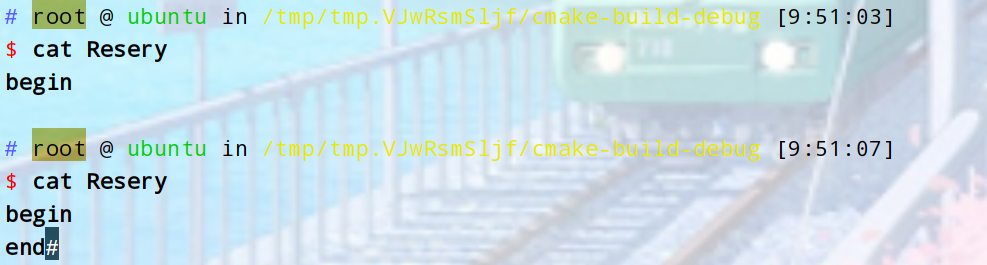 # root @ ubuntu in /tmp/tmp.VJwRsmSljf/cmake-build-debug [9:51:03]
$ cat Resery
begin
# root @ ubuntu in /tmp/tmp.VJwRsmSljf/cmake-build-debug [9:51:07]
$ cat Resery
begin
end#